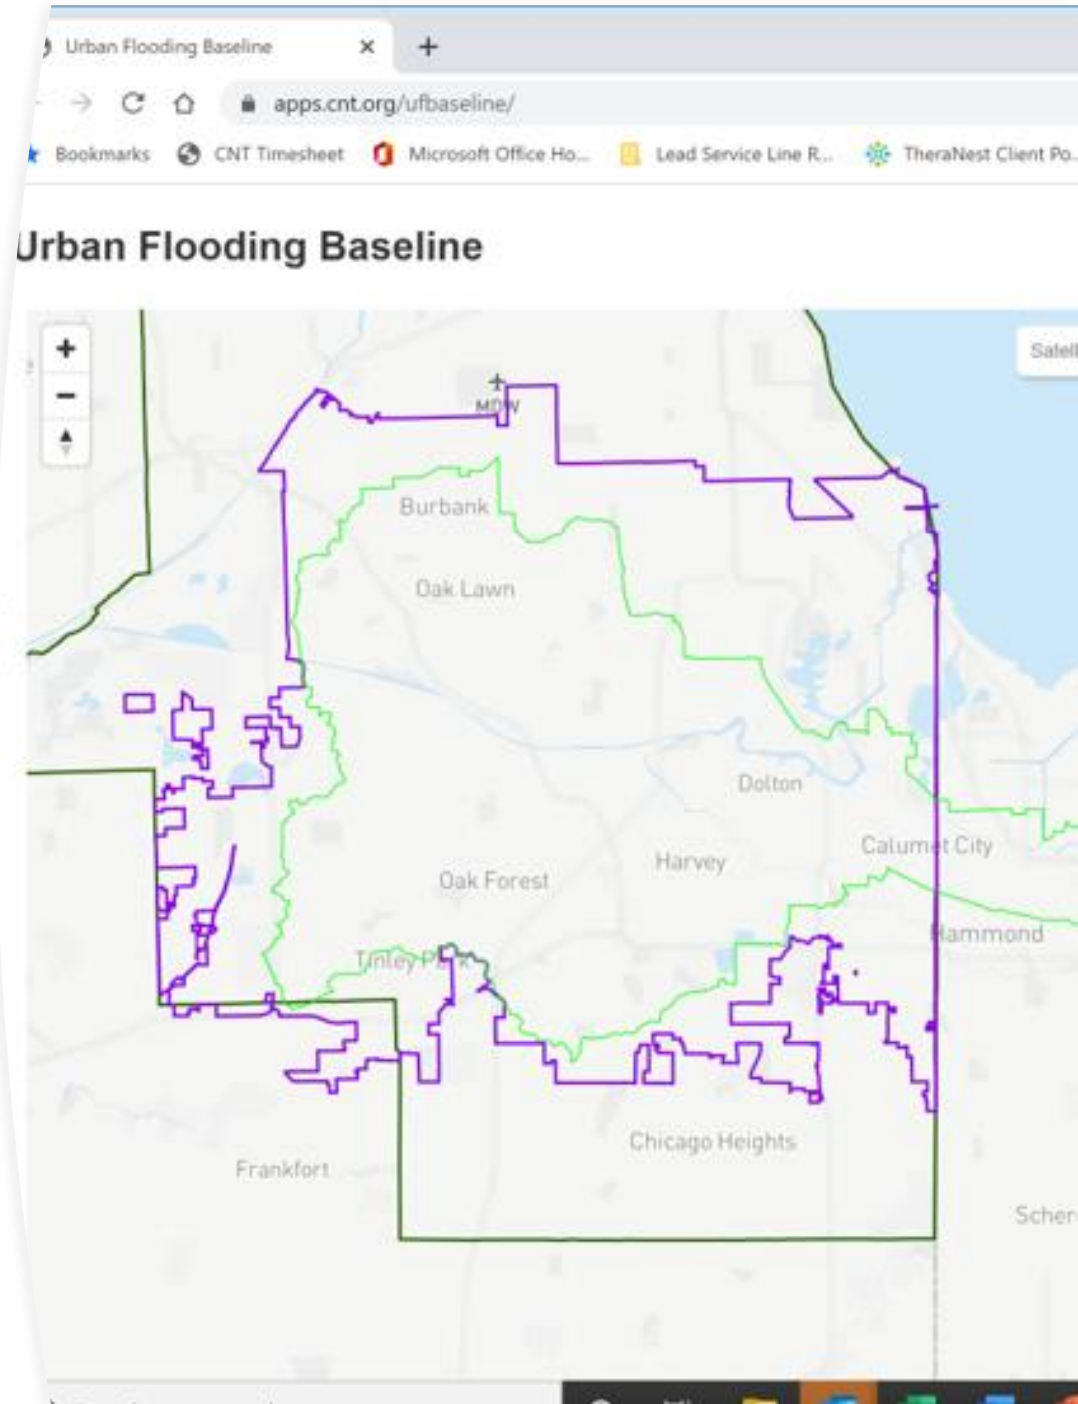 Urban Flooding Baseline
apps.cnt.org/ufbaseline/
Bookmarks CNT Timesheet Microsoft Office Ho... Lead Service Line R... TheraNest Client Po...
Urban Flooding Baseline
Satell
MDW
Burbank
Oak Lawn
Dolton
Calumet City
Harvey
Oak Forest
Hammond
Tinley Park
Chicago Heights
Frankfort
Scher